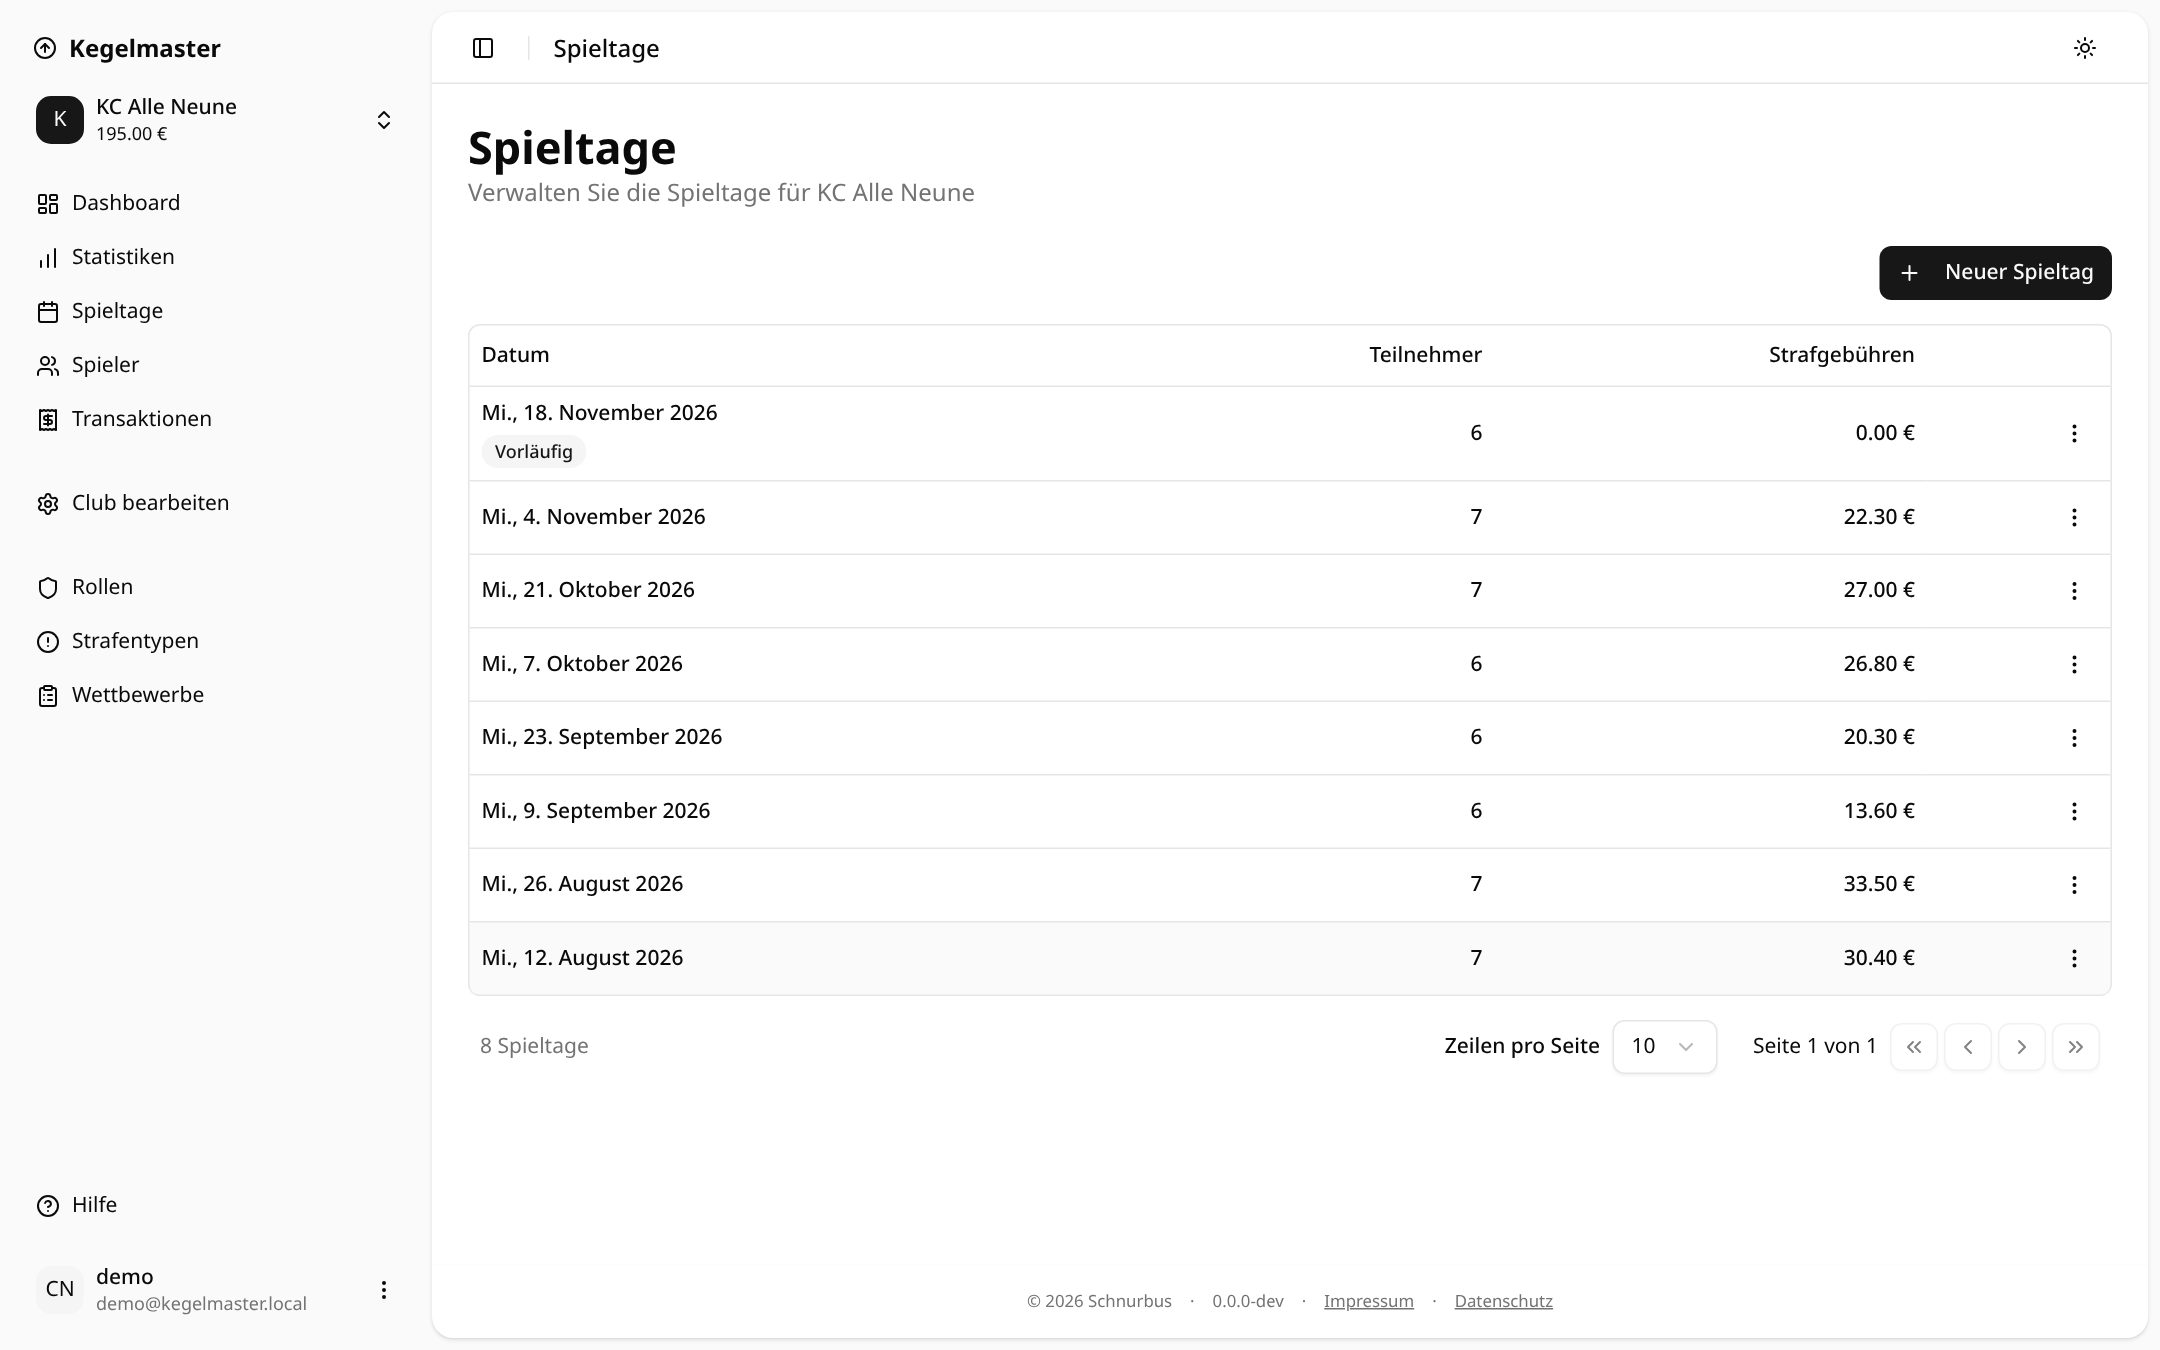 Kegelmaster
K
KC Alle Neune
195.00 €
Dashboard
Statistiken
Spieltage
Spieler
Transaktionen
Club bearbeiten
Rollen
Strafentypen
Wettbewerbe
Hilfe
CN
demo
demo@kegelmaster.local
Spieltage
Spieltage
Verwalten Sie die Spieltage für KC Alle Neune
Neuer Spieltag
Datum Teilnehmer Strafgebühren
Mi., 18. November 2026 6 0.00 €
Vorläufig
Mi., 4. November 2026 7 22.30 €
Mi., 21. Oktober 2026 7 27.00 €
Mi., 7. Oktober 2026 6 26.80 €
Mi., 23. September 2026 6 20.30 €
Mi., 9. September 2026 6 13.60 €
Mi., 26. August 2026 7 33.50 €
Mi., 12. August 2026 7 30.40 €
8 Spieltage Zeilen pro Seite 10 Seite 1 von 1
© 2026 Schnurbus · 0.0.0-dev · Impressum · Datenschutz